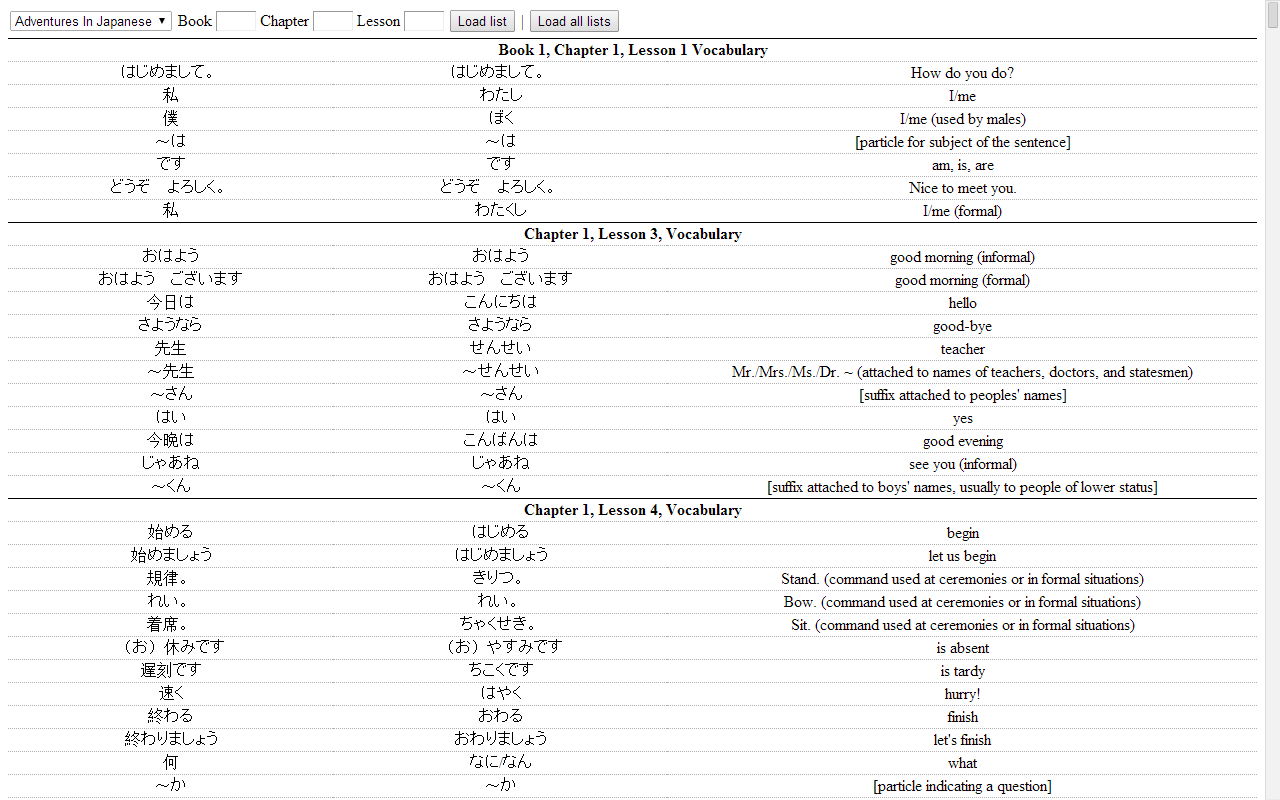 Adventures In Japanese ▼ Book Chapter Lesson Load list | Load all lists
Book 1, Chapter 1, Lesson 1 Vocabulary
はじめまして。 はじめまして。 How do you do?
私 わたし I/me
僕 ぼく I/me (used by males)
～は ～は [particle for subject of the sentence]
です です am, is, are
どうぞ　よろしく。 どうぞ　よろしく。 Nice to meet you.
私 わたくし I/me (formal)
Chapter 1, Lesson 3, Vocabulary
おはよう おはよう good morning (informal)
おはよう　ございます おはよう　ございます good morning (formal)
今日は こんにちは hello
さようなら さようなら good-bye
先生 せんせい teacher
～先生 ～せんせい Mr./Mrs./Ms./Dr. ~ (attached to names of teachers, doctors, and statesmen)
～さん ～さん [suffix attached to peoples' names]
はい はい yes
今晩は こんばんは good evening
じゃあね じゃあね see you (informal)
～くん ～くん [suffix attached to boys' names, usually to people of lower status]
Chapter 1, Lesson 4, Vocabulary
始める はじめる begin
始めましょう はじめましょう let us begin
規律。 きりつ。 Stand. (command used at ceremonies or in formal situations)
れい。 れい。 Bow. (command used at ceremonies or in formal situations)
着席。 ちゃくせき。 Sit. (command used at ceremonies or in formal situations)
（お）休みです （お）やすみです is absent
遅刻です ちこくです is tardy
速く はやく hurry!
終わる おわる finish
終わりましょう おわりましょう let's finish
何 なに/なん what
～か ～か [particle indicating a question]